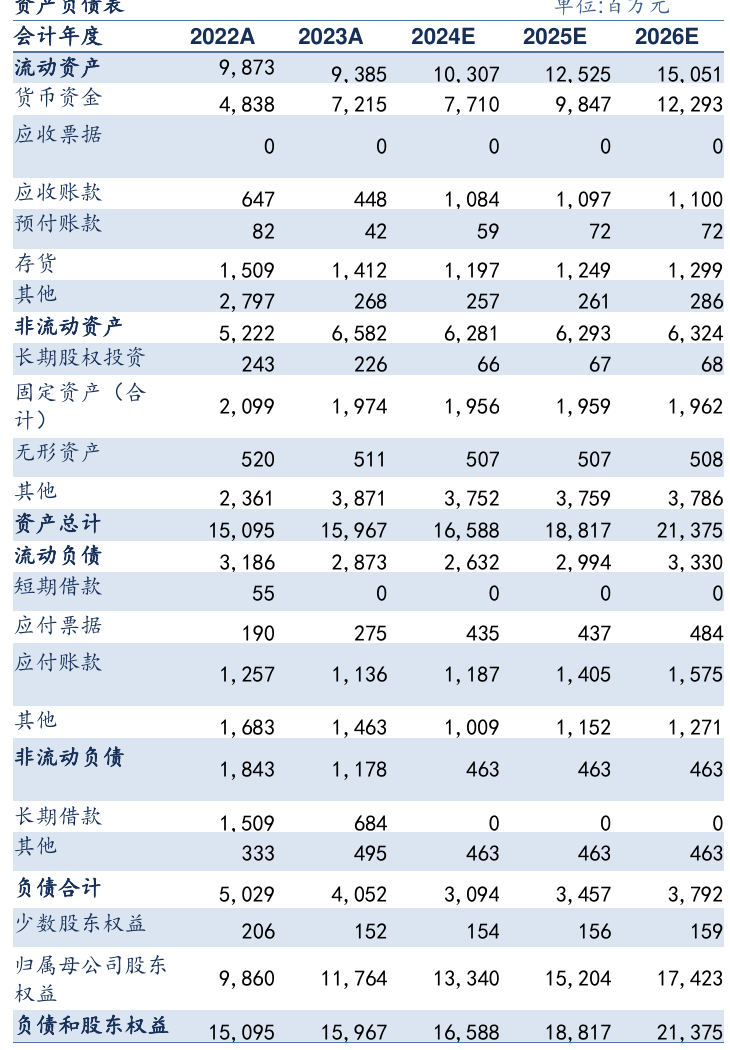 资产负债表 单位:百万元
会计年度 2022A 2023A 2024E 2025E 2026E
流动资产 9,873 9,385 10,307 12,525 15,051
货币资金 4,838 7,215 7,710 9,847 12,293
应收票据 0 0 0 0 0
应收账款 647 448 1,084 1,097 1,100
预付账款 82 42 59 72 72
存货 1,509 1,412 1,197 1,249 1,299
其他 2,797 268 257 261 286
非流动资产 5,222 6,582 6,281 6,293 6,324
长期股权投资 243 226 66 67 68
固定资产（合
计） 2,099 1,974 1,956 1,959 1,962
无形资产 520 511 507 507 508
其他 2,361 3,871 3,752 3,759 3,786
资产总计 15,095 15,967 16,588 18,817 21,375
流动负债 3,186 2,873 2,632 2,994 3,330
短期借款 55 0 0 0 0
应付票据 190 275 435 437 484
应付账款 1,257 1,136 1,187 1,405 1,575
其他 1,683 1,463 1,009 1,152 1,271
非流动负债 1,843 1,178 463 463 463
长期借款 1,509 684 0 0 0
其他 333 495 463 463 463
负债合计 5,029 4,052 3,094 3,457 3,792
少数股东权益 206 152 154 156 159
归属母公司股东
权益 9,860 11,764 13,340 15,204 17,423
负债和股东权益 15,095 15,967 16,588 18,817 21,375